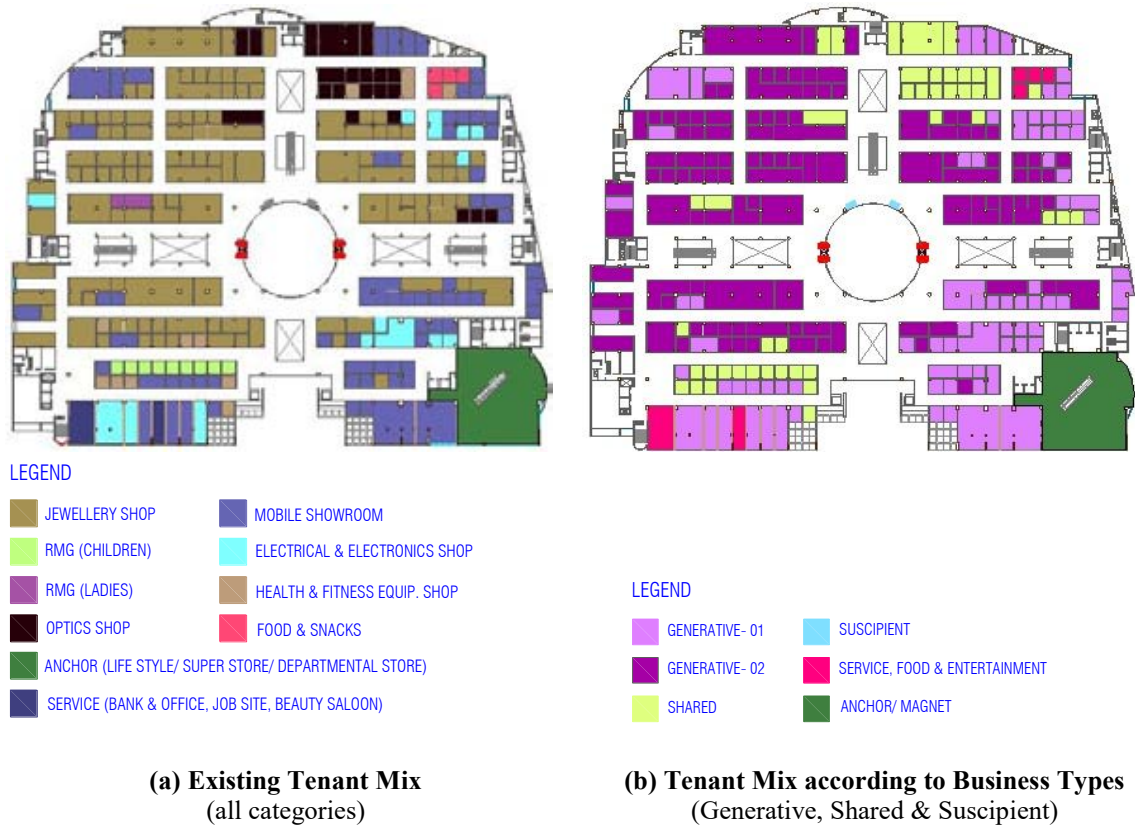 LEGEND
JEWELLERY SHOP
MOBILE SHOWROOM
RMG (CHILDREN)
ELECTRICAL & ELECTRONICS SHOP
RMG (LADIES)
HEALTH & FITNESS EQUIP. SHOP
OPTICS SHOP
FOOD & SNACKS
ANCHOR (LIFE STYLE/ SUPER STORE/ DEPARTMENTAL STORE)
SERVICE (BANK & OFFICE, JOB SITE, BEAUTY SALOON)
(a) Existing Tenant Mix
(all categories)
LEGEND
GENERATIVE- 01
SUSCIPIENT
GENERATIVE- 02
SERVICE, FOOD & ENTERTAINMENT
SHARED
ANCHOR/ MAGNET
(b) Tenant Mix according to Business Types
(Generative, Shared & Suscipient)